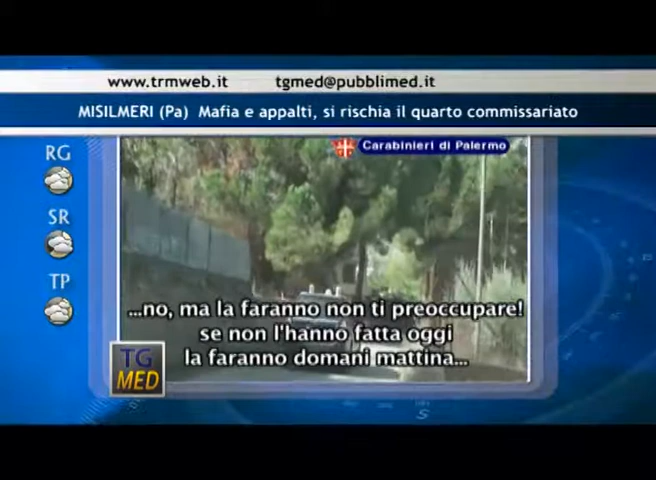 www.trmweb.it tgmed@pubblimed.it
MISILMERI (Pa) Mafia e appalti, si rischia il quarto commissariato
Carabinieri di Palermo
RG
SR
TP
...no, ma la faranno non ti preoccupare!
se non l'hanno fatta oggi
la faranno domani mattina...
TG
MED
S